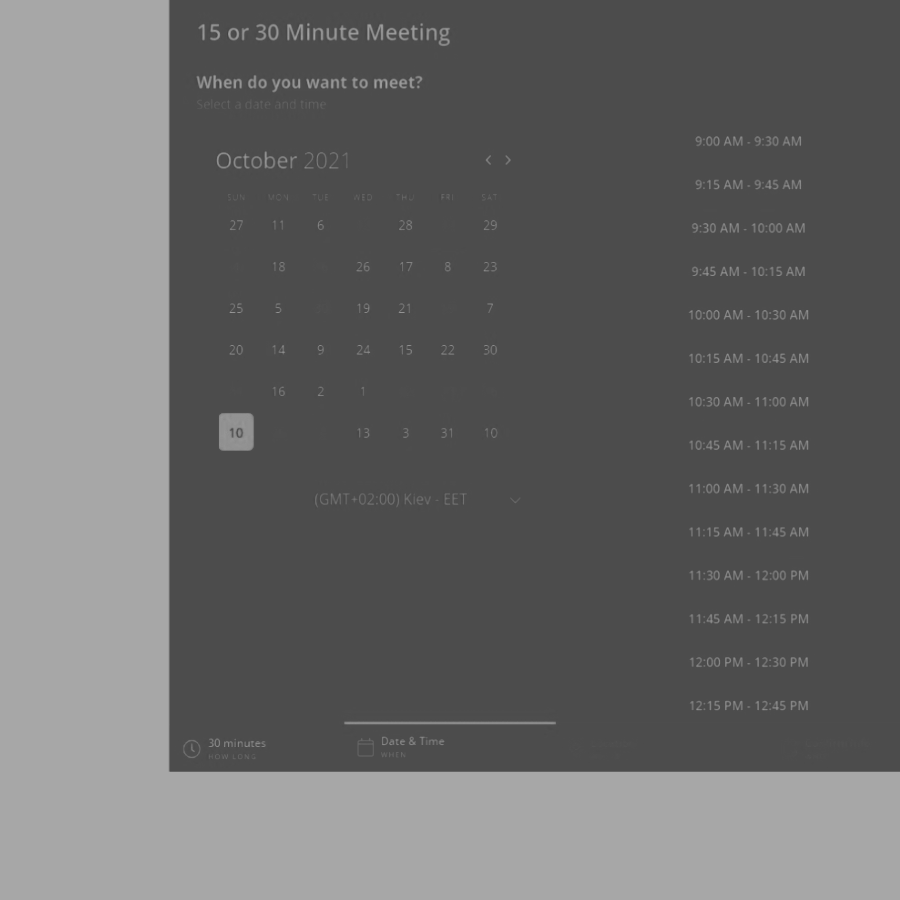 15 or 30 Minute Meeting
When do you want to meet?
Select a date and time
October 2021
SUN MON TUE WED THU FRI SAT
27 11 6 28 29
18 26 17 8 23
25 5 19 21 7
20 14 9 24 15 22 30
16 2 1
10 13 3 31 10
(GMT+02:00) Kiev - EET
9:00 AM - 9:30 AM
9:15 AM - 9:45 AM
9:30 AM - 10:00 AM
9:45 AM - 10:15 AM
10:00 AM - 10:30 AM
10:15 AM - 10:45 AM
10:30 AM - 11:00 AM
10:45 AM - 11:15 AM
11:00 AM - 11:30 AM
11:15 AM - 11:45 AM
11:30 AM - 12:00 PM
11:45 AM - 12:15 PM
12:00 PM - 12:30 PM
12:15 PM - 12:45 PM
30 minutes
HOW LONG
Date & Time
WHEN